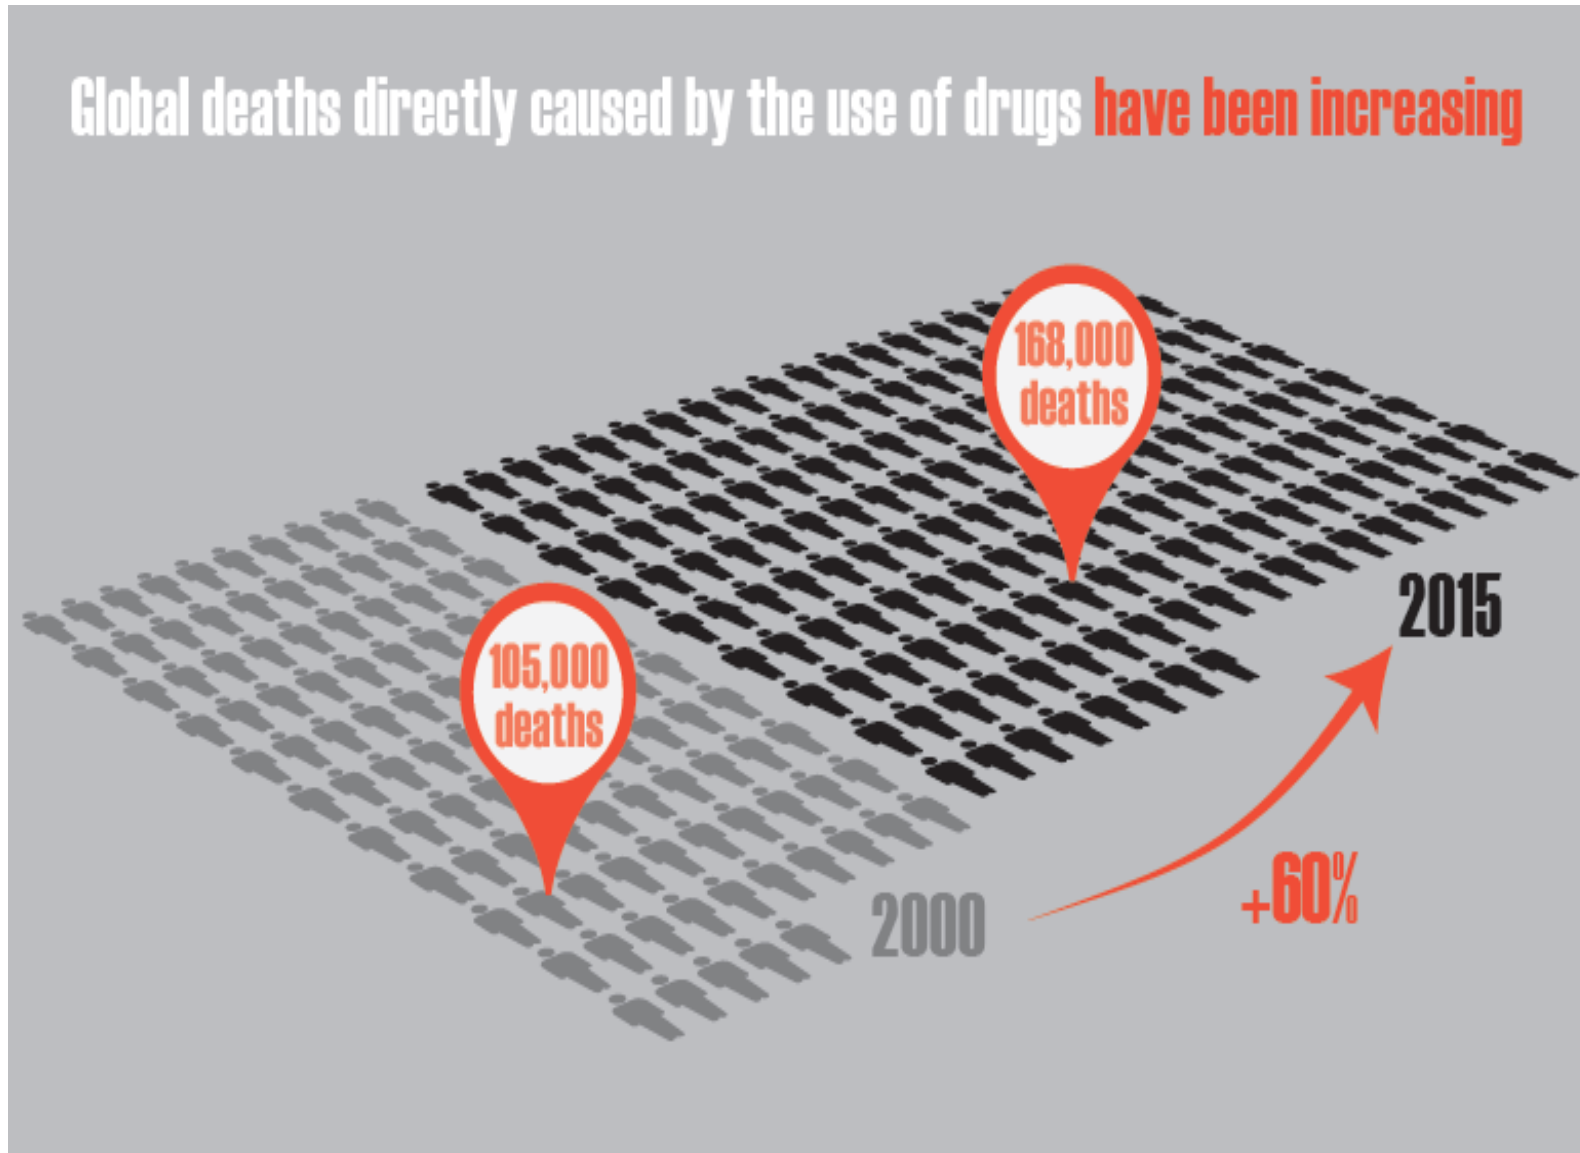 Global deaths directly caused by the use of drugs have been increasing
168,000
deaths
105,000
deaths
2015
2000
+60%